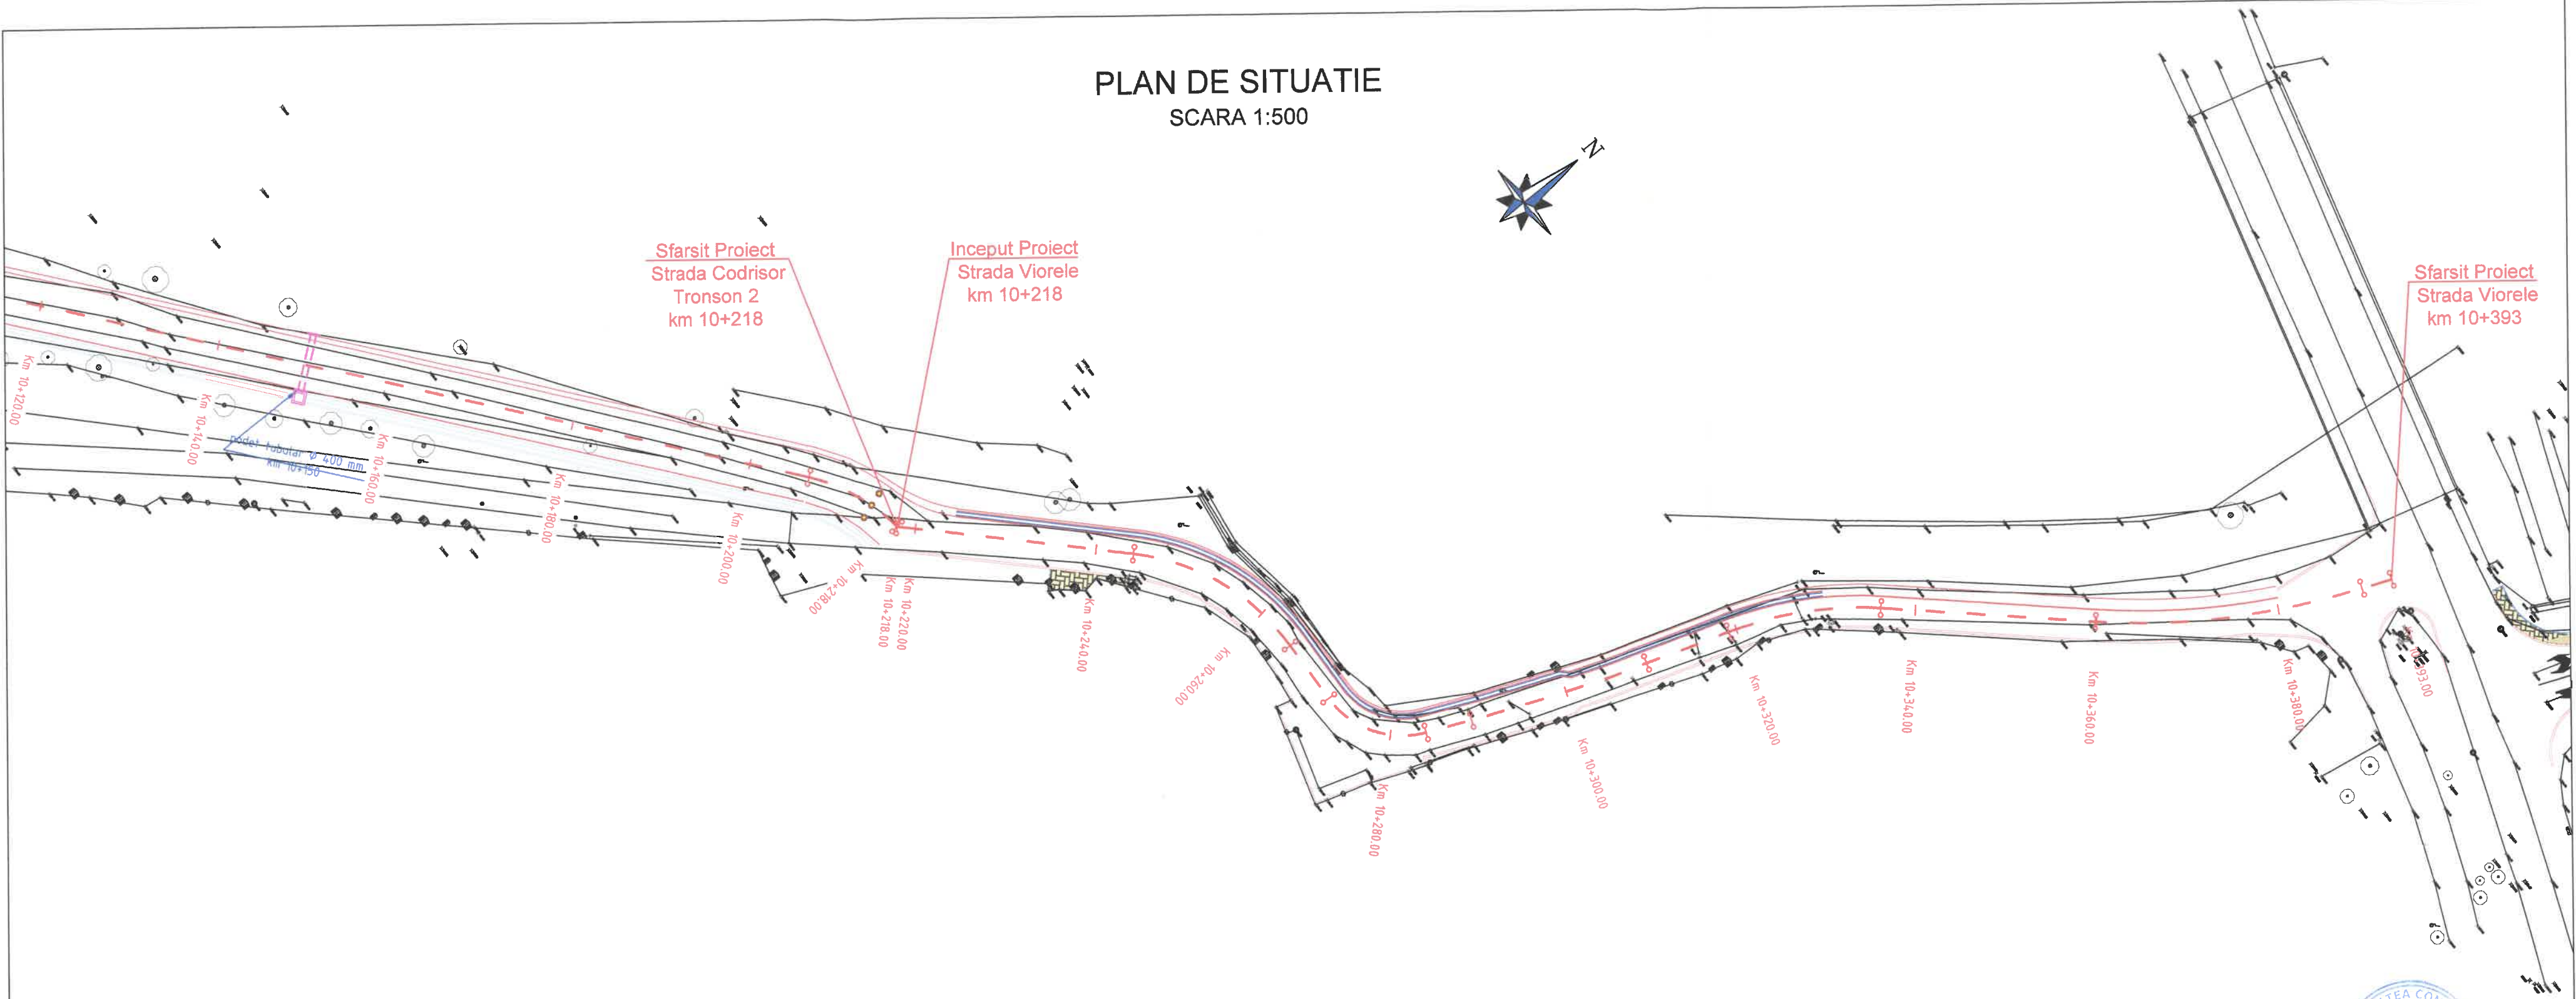 PLAN DE SITUATIE
SCARA 1:500
N
Sfarsit Proiect
Strada Codrisor
Tronson 2
km 10+218
Inceput Proiect
Strada Viorele
km 10+218
Sfarsit Proiect
Strada Viorele
km 10+393
podet tubular Ø 400 mm
km 10+150
Km 10+120.00
Km 10+140.00
Km 10+160.00
Km 10+180.00
Km 10+200.00
Km 10+218.00
Km 10+218.00
Km 10+220.00
Km 10+240.00
Km 10+260.00
Km 10+280.00
Km 10+300.00
Km 10+320.00
Km 10+340.00
Km 10+360.00
Km 10+380.00